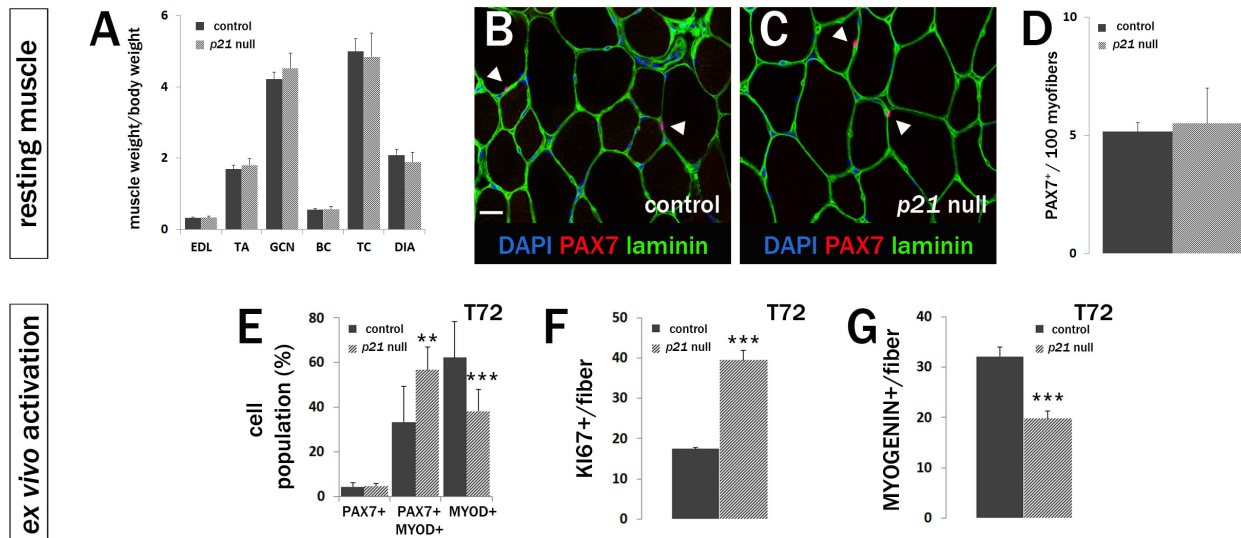 resting muscle
A
muscle weight/body weight
6
4
2
0
control
p21 null
EDL TA GCN BC TC DIA
B
control
DAPI PAX7 laminin
C
p21 null
DAPI PAX7 laminin
D
PAX7+ / 100 myofibers
10
5
0
control
p21 null
ex vivo activation
E
T72
cell
population (%)
80
60
40
20
0
control
p21 null
**
***
PAX7+ PAX7+ MYOD+
MYOD+
F
T72
KI67+/fiber
50
40
30
20
10
0
control
p21 null
***
G
T72
MYOGENIN+/fiber
40
30
20
10
0
control
p21 null
***